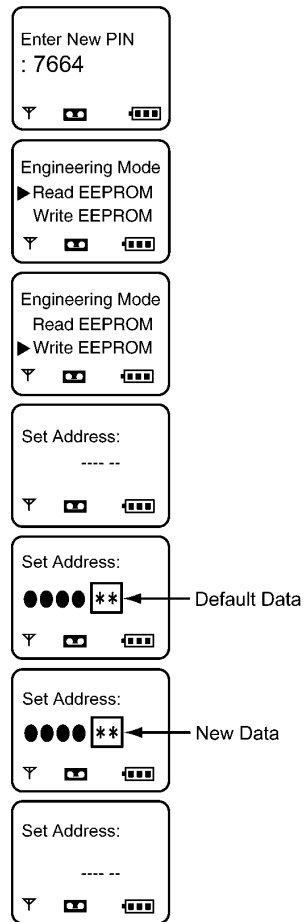 Enter New PIN
: 7664
Engineering Mode
▶Read EEPROM
Write EEPROM
Engineering Mode
Read EEPROM
▶Write EEPROM
Set Address:
---- --
Set Address:
●●●● ** Default Data
Set Address:
●●●● ** New Data
Set Address:
---- --